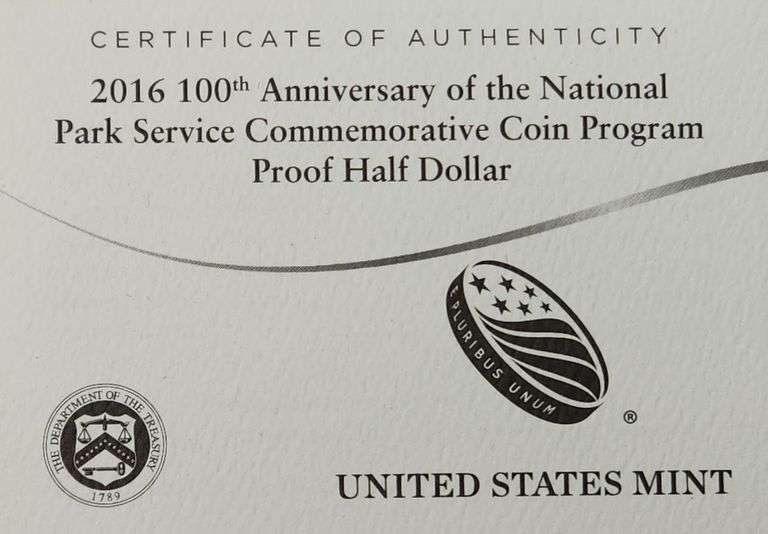 CERTIFICATE OF AUTHENTICITY
2016 100th Anniversary of the National
Park Service Commemorative Coin Program
Proof Half Dollar
E PLURIBUS UNUM
®
THE DEPARTMENT OF THE TREASURY
1789
UNITED STATES MINT